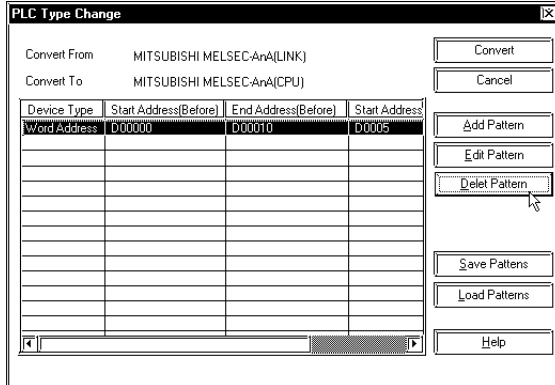 PLC Type Change
Convert From MITSUBISHI MELSEC-AnA(LINK)
Convert To MITSUBISHI MELSEC-AnA(CPU)
Convert
Cancel
Device Type Start Address(Before) End Address(Before) Start Address
Word Address D00000 D00010 D0005
Add Pattern
Edit Pattern
Delet Pattern
Save Pattens
Load Patterns
Help